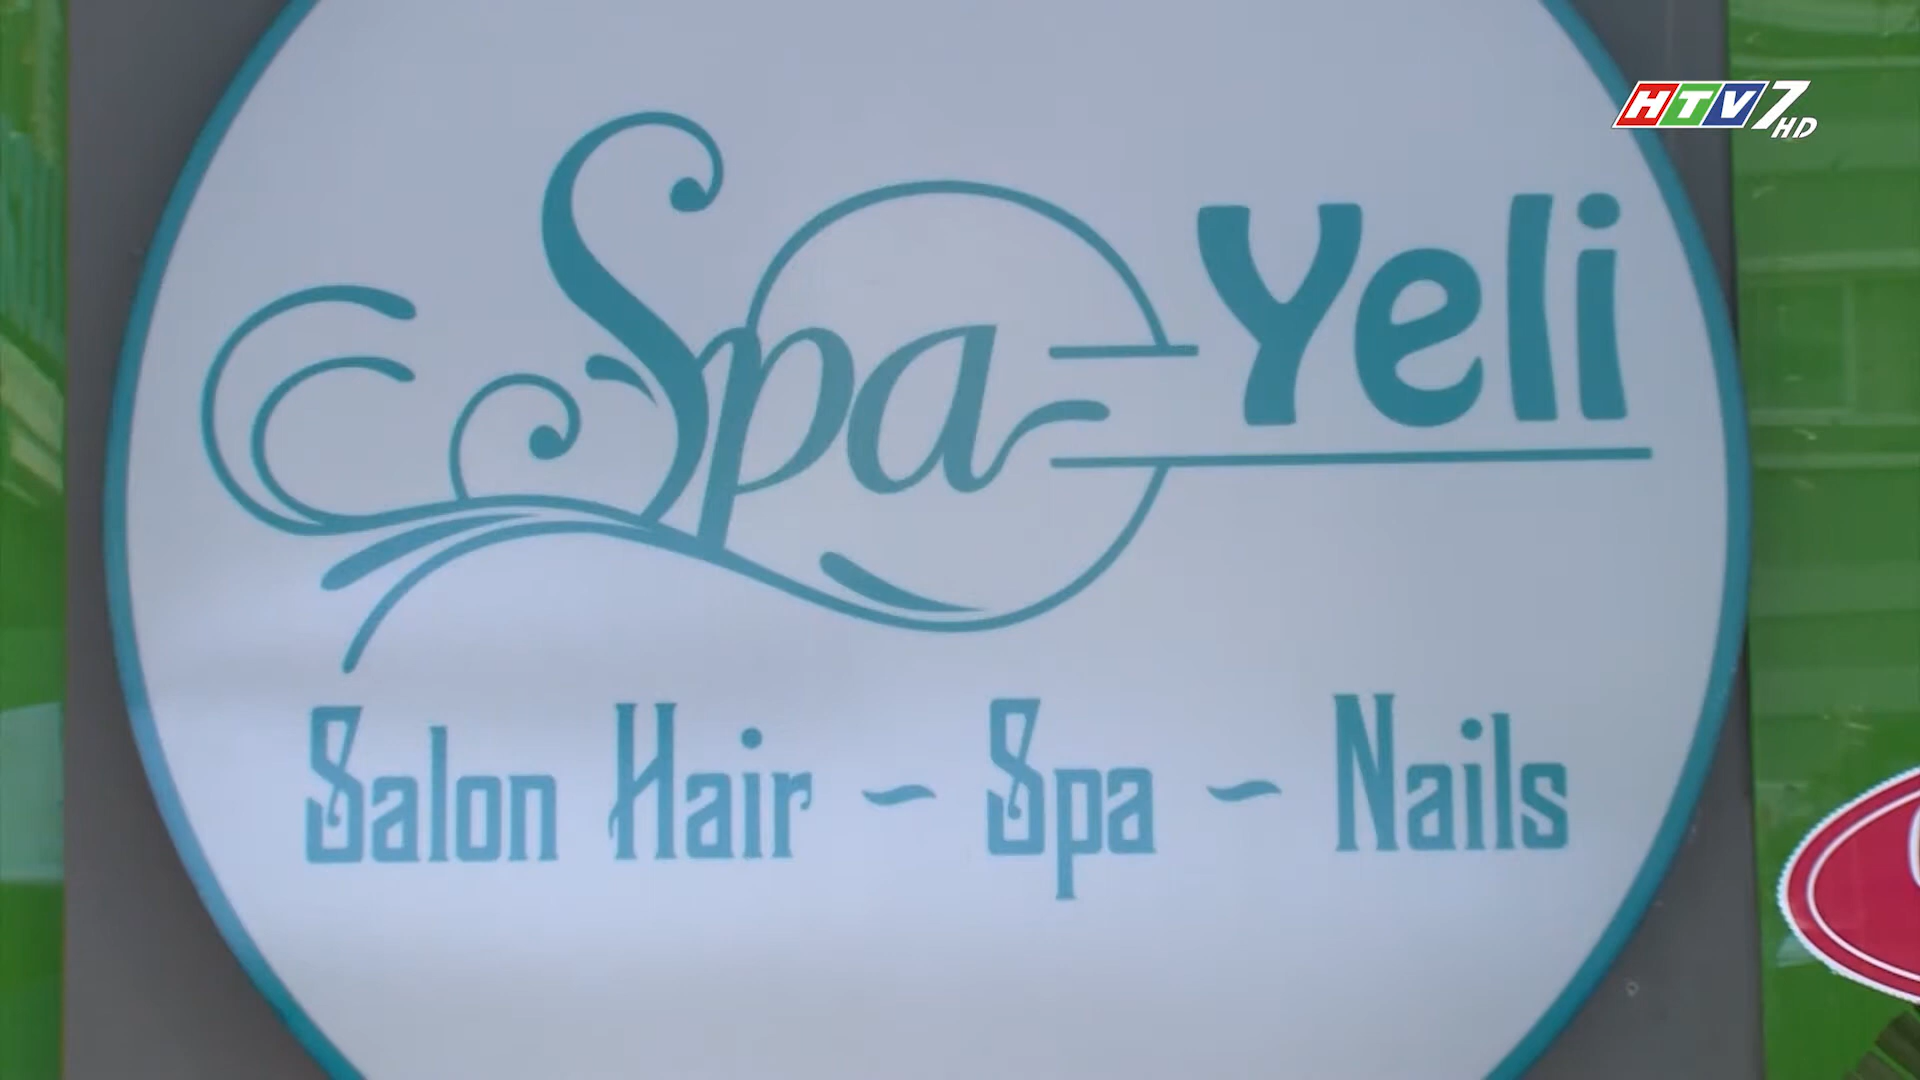 HTV7 HD
Spa Yeli
Salon Hair ~ Spa ~ Nails